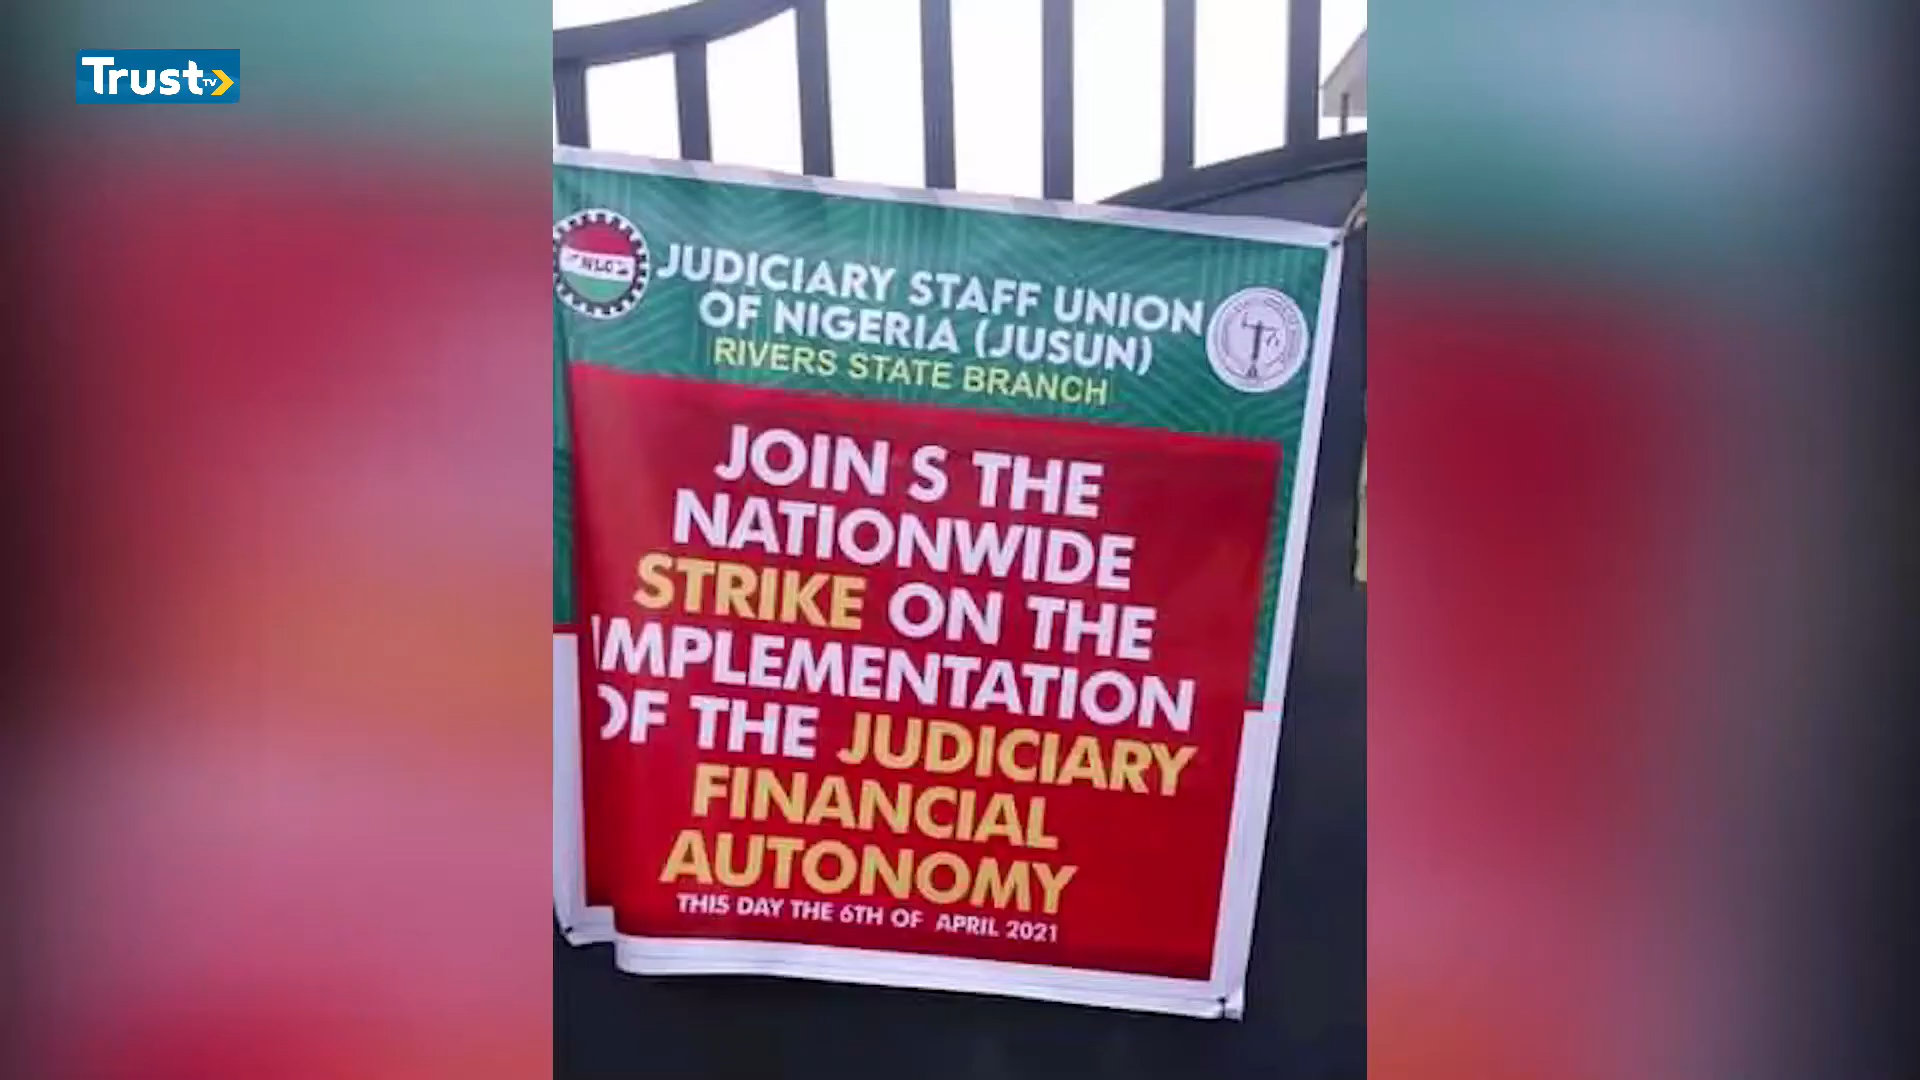 Trust TV
NLC
JUDICIARY STAFF UNION
OF NIGERIA (JUSUN)
RIVERS STATE BRANCH
JOIN S THE
NATIONWIDE
STRIKE ON THE
IMPLEMENTATION
OF THE JUDICIARY
FINANCIAL
AUTONOMY
THIS DAY THE 6TH OF APRIL 2021